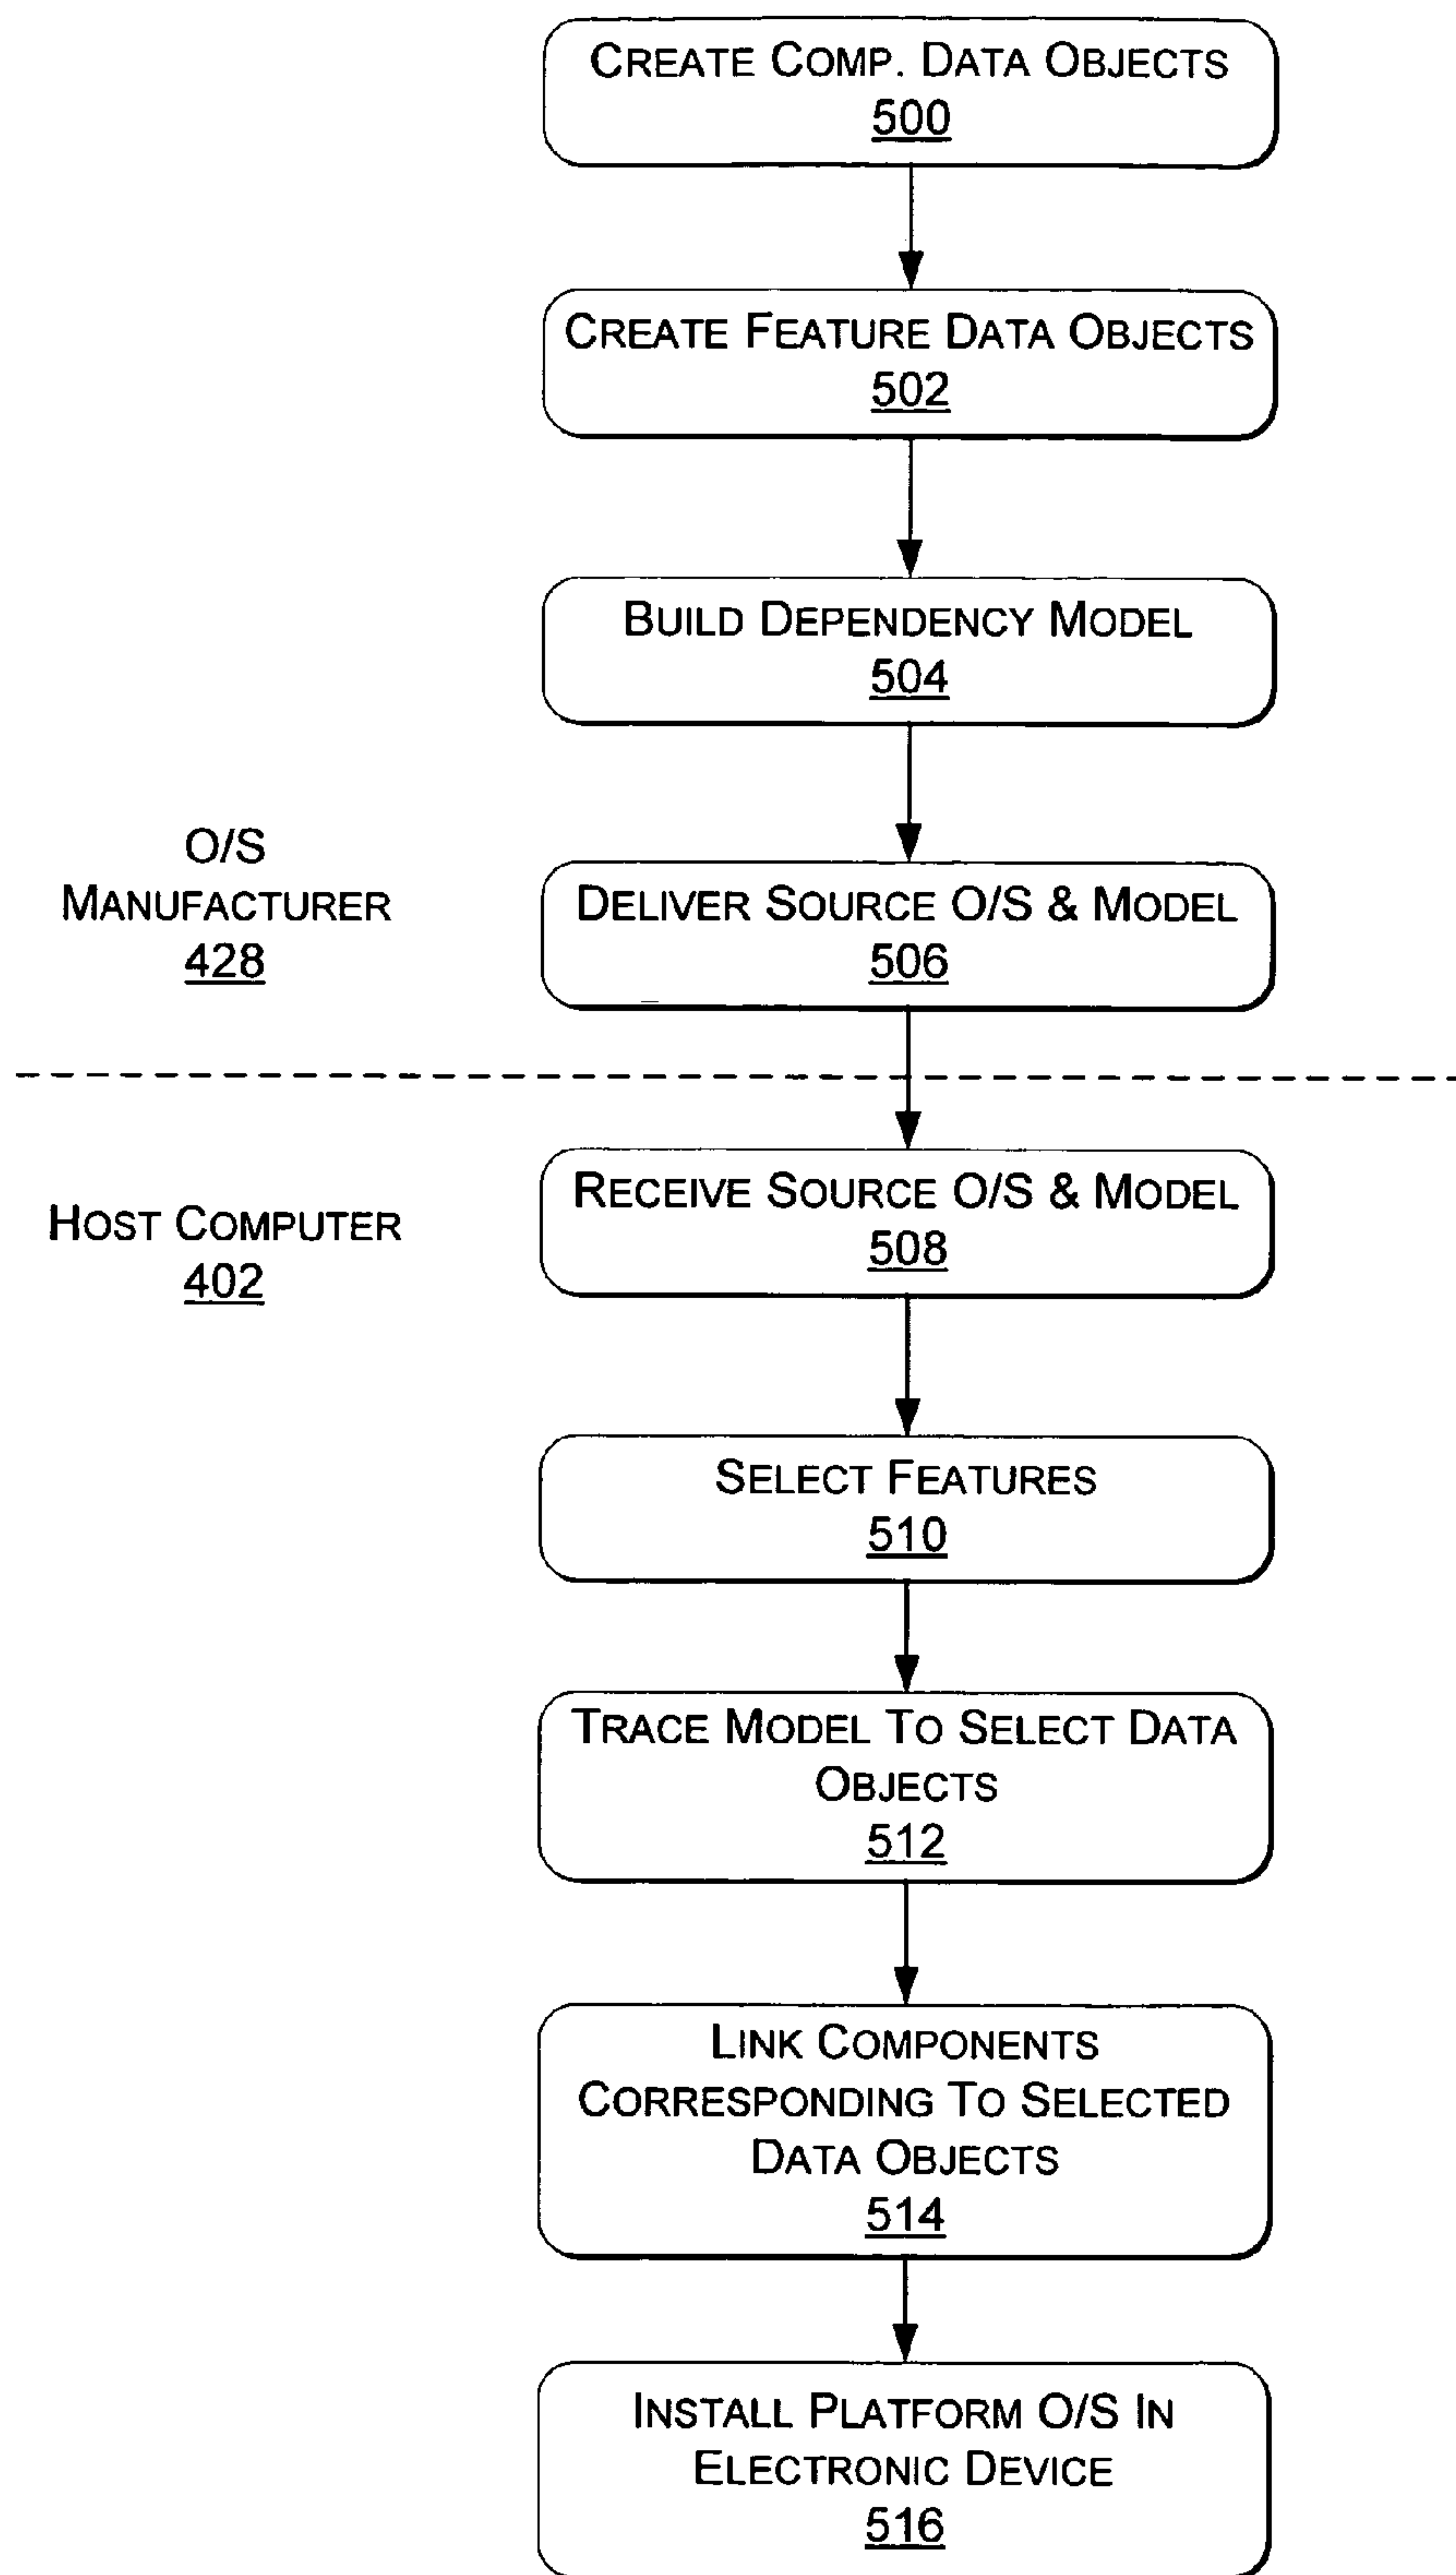 CREATE COMP. DATA OBJECTS
500
CREATE FEATURE DATA OBJECTS
502
BUILD DEPENDENCY MODEL
504
O/S
MANUFACTURER
428
DELIVER SOURCE O/S & MODEL
506
RECEIVE SOURCE O/S & MODEL
508
HOST COMPUTER
402
SELECT FEATURES
510
TRACE MODEL TO SELECT DATA
OBJECTS
512
LINK COMPONENTS
CORRESPONDING TO SELECTED
DATA OBJECTS
514
INSTALL PLATFORM O/S IN
ELECTRONIC DEVICE
516